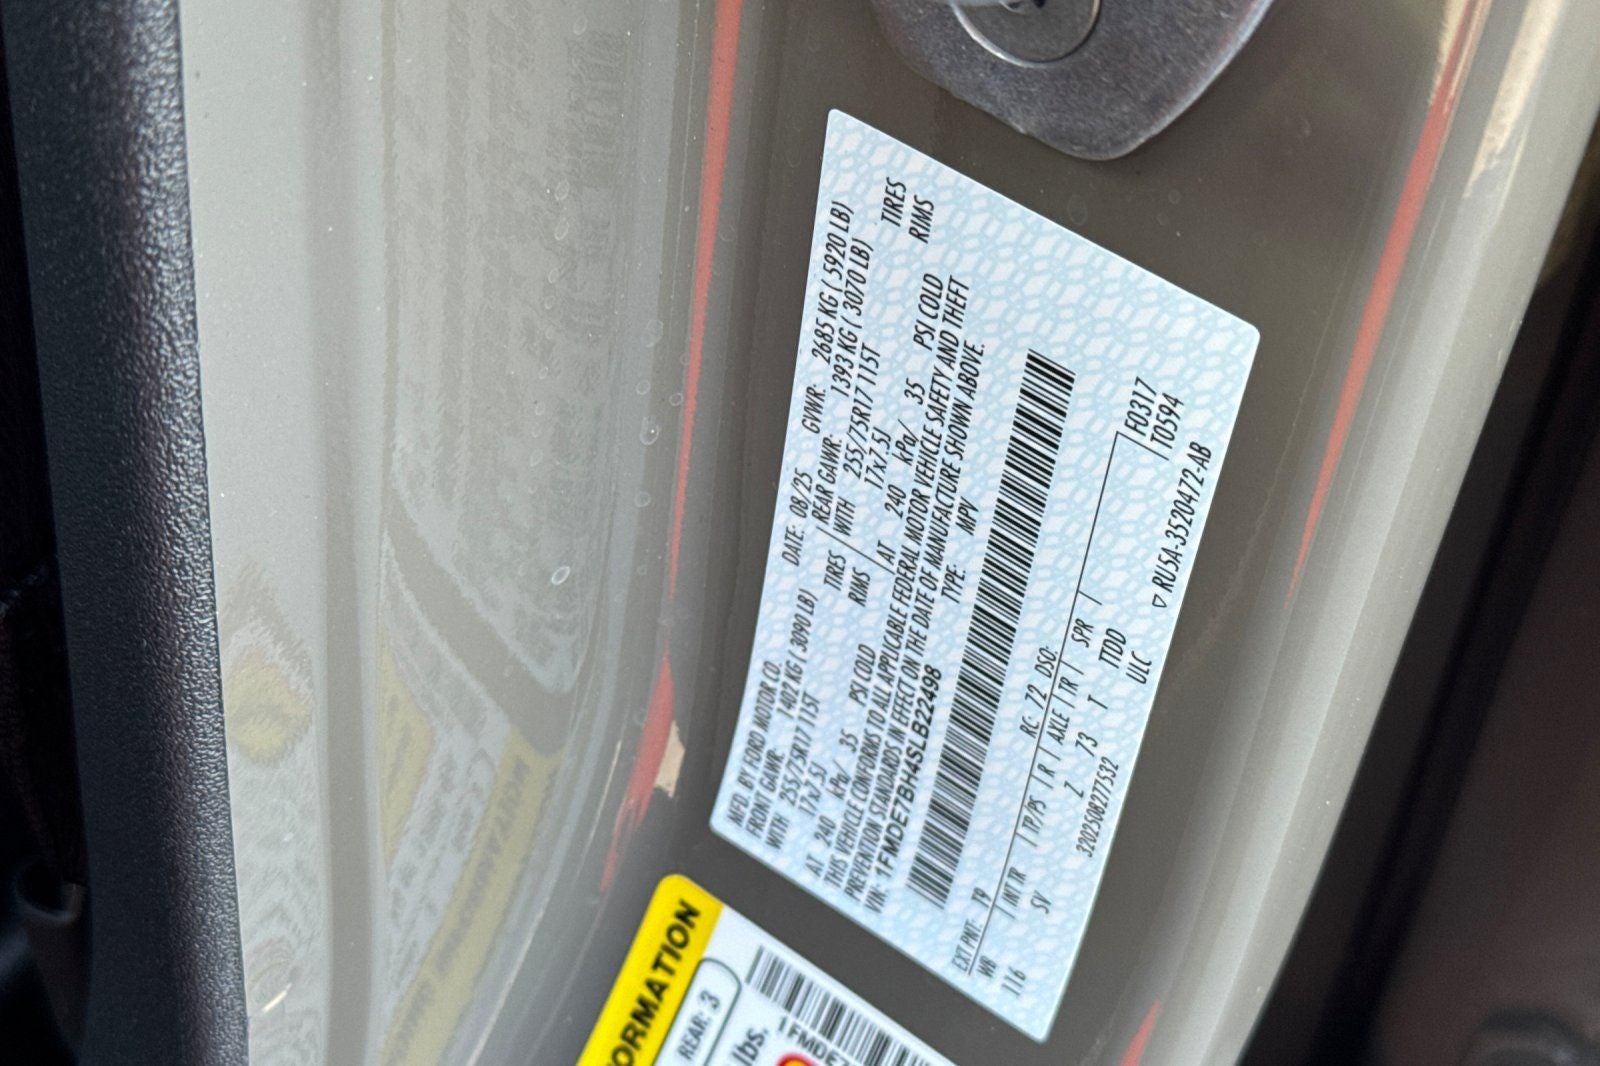 MFD. BY FORD MOTOR CO.
DATE: 08/25 GVWR: 2685 KG ( 5920 LB)
FRONT GAWR: 1402 KG ( 3090 LB) REAR GAWR: 1393 KG ( 3070 LB)
WITH 255/75R17 115T TIRES WITH 255/75R17 115T TIRES
17x7.5J RIMS 17x7.5J RIMS
AT 240 kPa/ 35 PSI COLD AT 240 kPa/ 35 PSI COLD
THIS VEHICLE CONFORMS TO ALL APPLICABLE FEDERAL MOTOR VEHICLE SAFETY AND THEFT
PREVENTION STANDARDS IN EFFECT ON THE DATE OF MANUFACTURE SHOWN ABOVE.
VIN: 1FMDE7BH4SLB22498 TYPE: MPV
EXT PNT: T9 RC: 72 DSO: F0317
WB INT TR TP/PS R AXLE TR SPR T0594
116 SV Z 73 T TTDD
320250827532 ULC ▽ RU5A-3520472-AB
ORMATION
REAR: 3
lbs.
1FMDE7